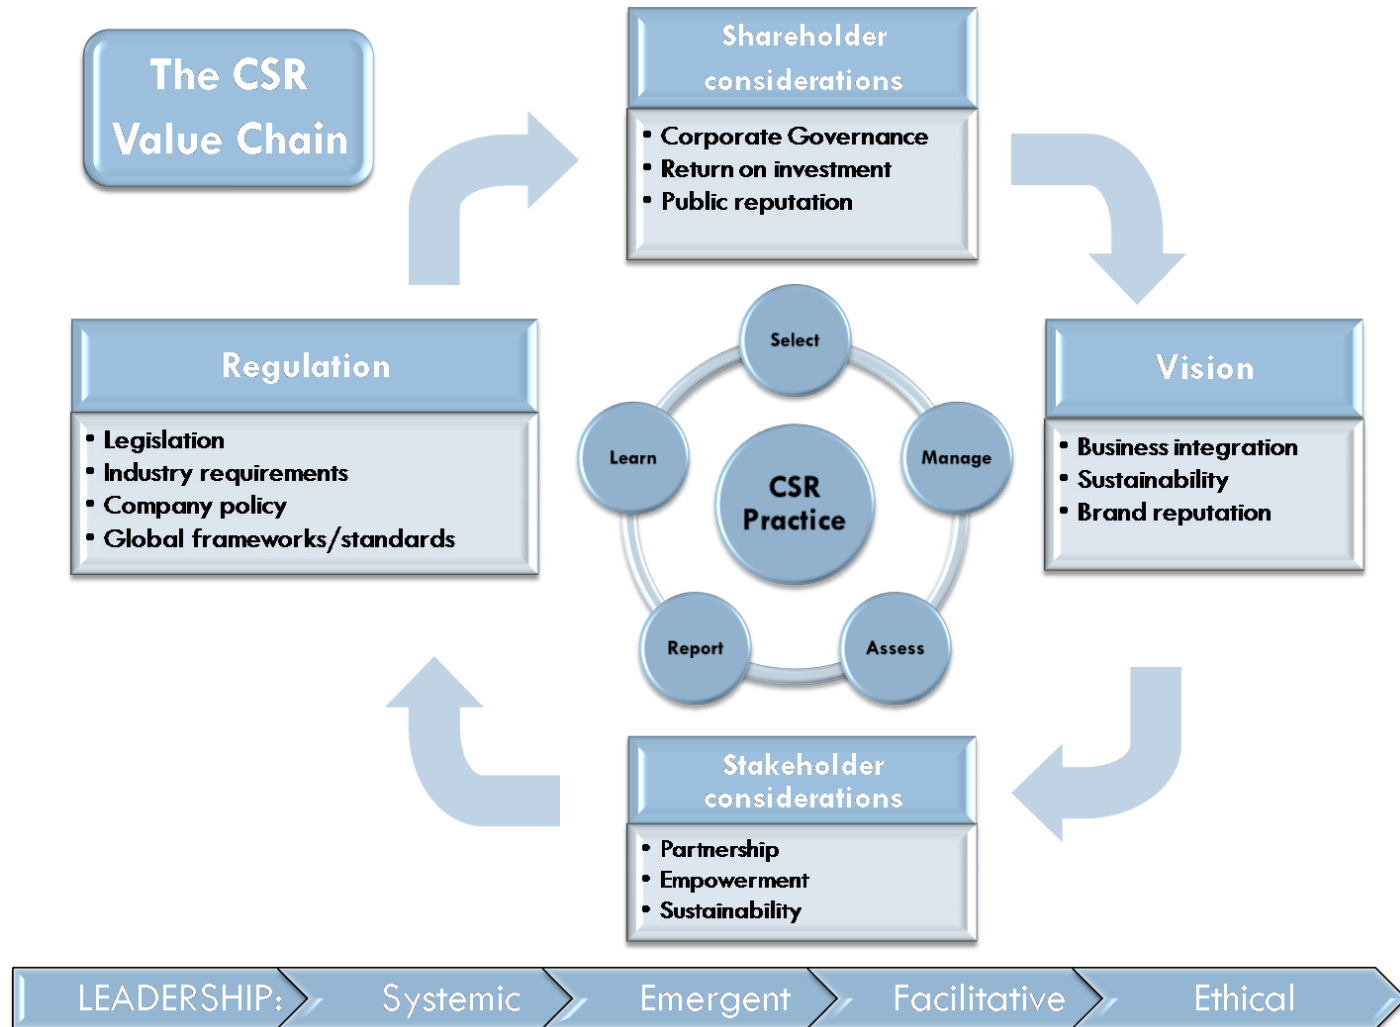 The CSR
Value Chain
Shareholder
considerations
• Corporate Governance
• Return on investment
• Public reputation
Regulation
• Legislation
• Industry requirements
• Company policy
• Global frameworks/standards
Select
Learn
Manage
CSR
Practice
Report
Assess
Vision
• Business integration
• Sustainability
• Brand reputation
Stakeholder
considerations
• Partnership
• Empowerment
• Sustainability
LEADERSHIP: Systemic Emergent Facilitative Ethical